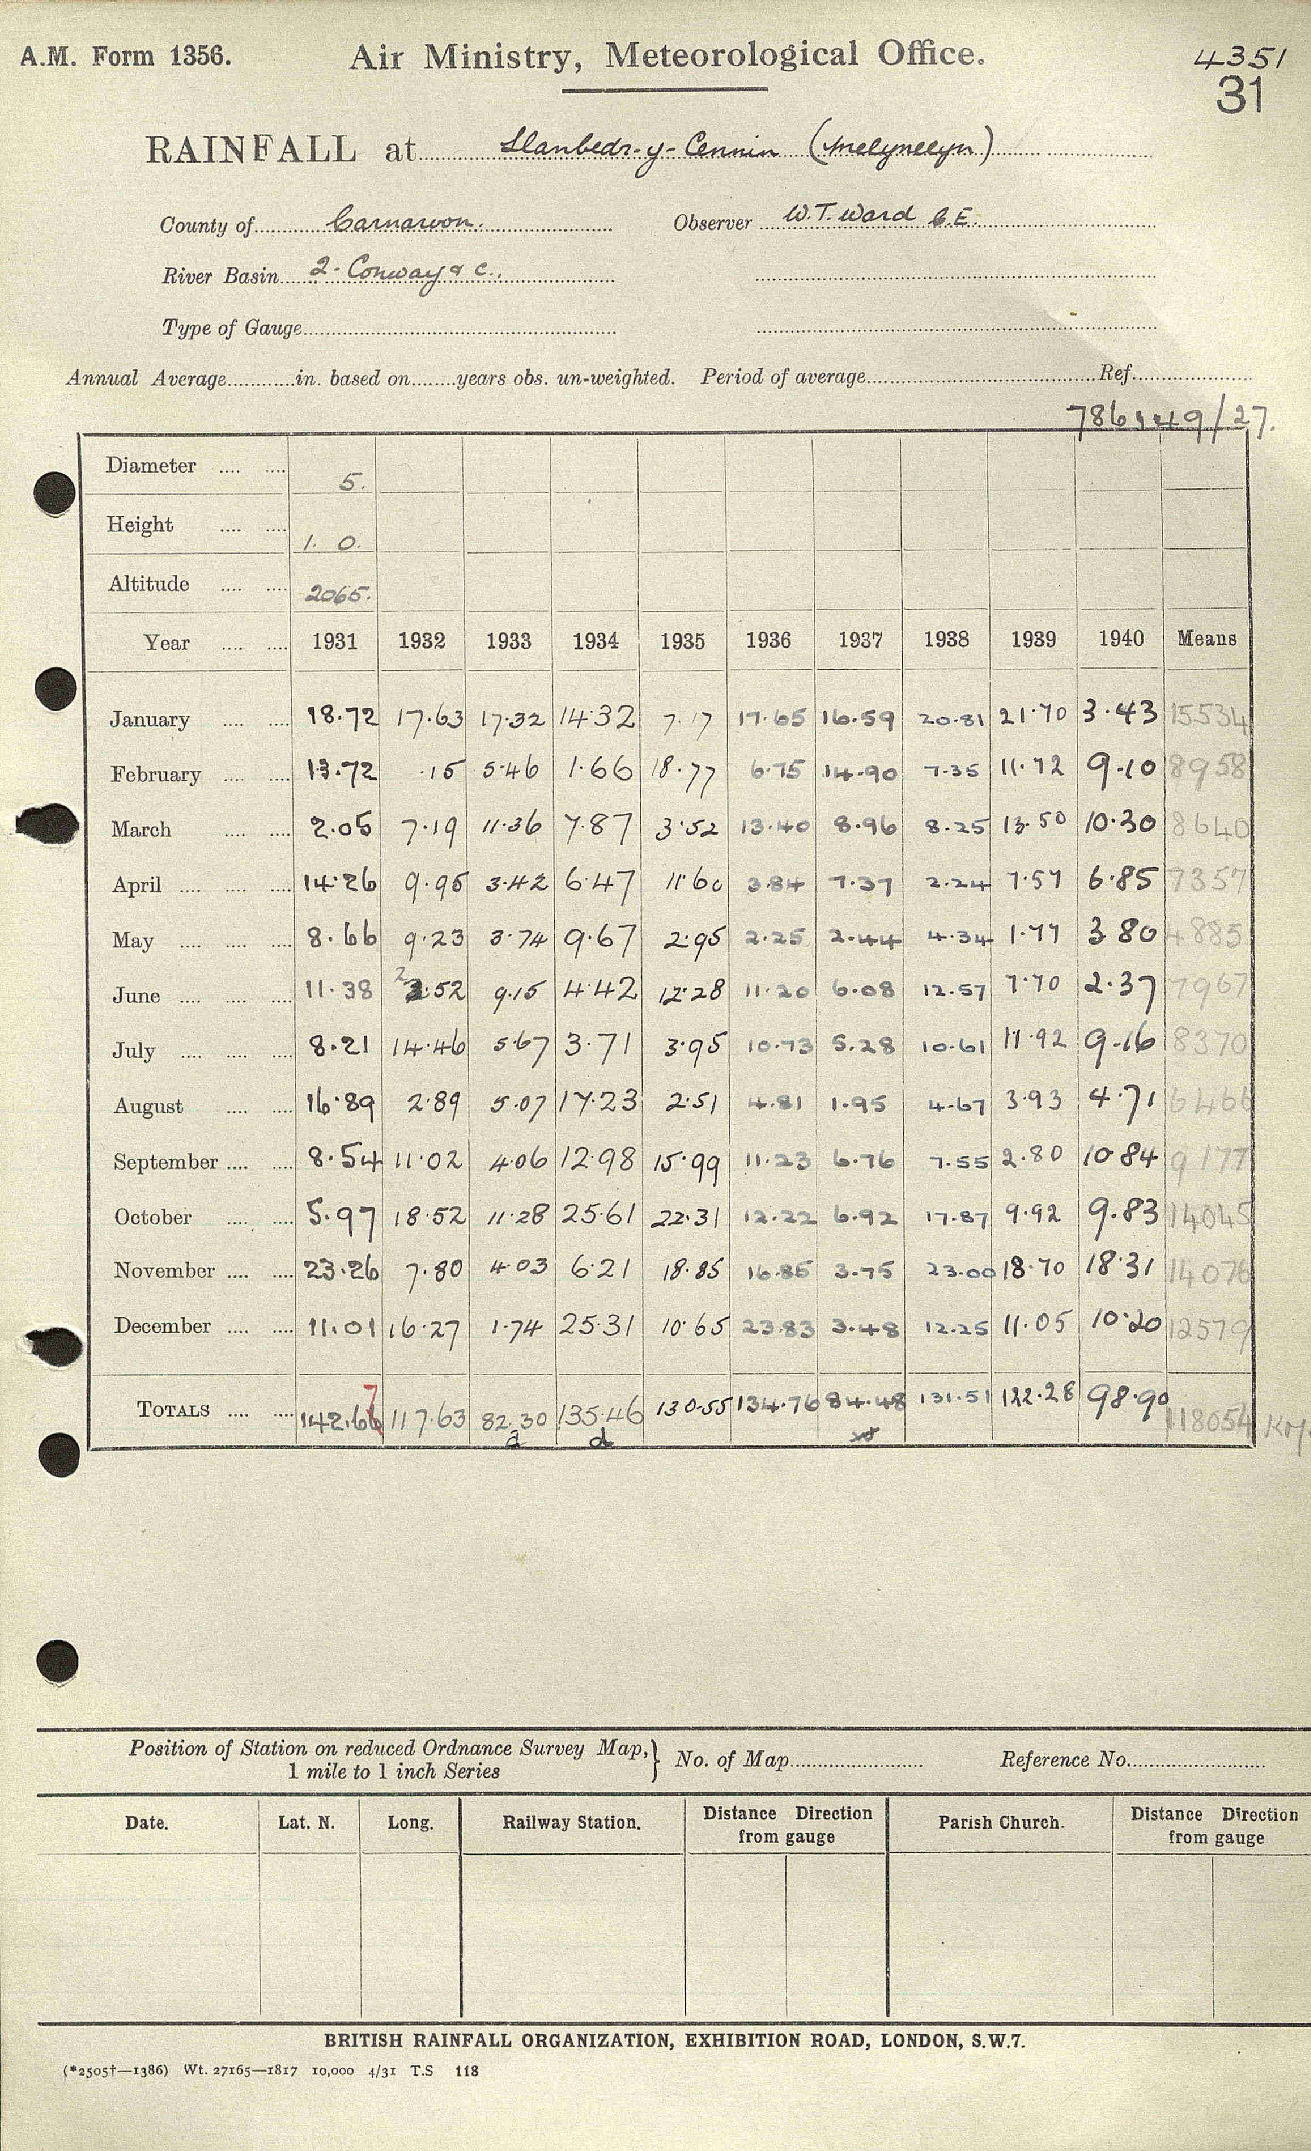 A.M. Form 1356. Air Ministry, Meteorological Office. 4351
31
RAINFALL at Llanbedr-y-Cennin (Melynllyn)
County of Carnarvon. Observer W.T. Ward C.E.
River Basin 2. Conway & C.
Type of Gauge
Annual Average in. based on years obs. un-weighted. Period of average Ref.
786149/27.
Diameter .... .... 5.
Height .... .... 1. 0.
Altitude .... .... 2065.
Year .... .... 1931 1932 1933 1934 1935 1936 1937 1938 1939 1940 Means
January .... .... 18.72 17.63 17.32 14.32 7.17 17.65 16.59 20.81 21.70 3.43 15534
February .... .... 13.72 .15 5.46 1.66 18.77 6.75 14.90 7.35 11.72 9.10 8958
March .... .... 2.05 7.19 11.36 7.87 3.52 13.40 8.96 8.25 13.50 10.30 8640
April .... .... .... 14.26 9.95 3.42 6.47 11.60 3.84 7.37 2.24 7.57 6.85 7357
May .... .... .... 8.66 9.23 3.74 9.67 2.95 2.25 2.44 4.34 1.77 3.80 4885
June .... .... .... 11.38 2.52 9.15 4.42 12.28 11.20 6.08 12.57 7.70 2.37 7967
July .... .... .... 8.21 14.46 5.67 3.71 3.95 10.73 5.28 10.61 11.92 9.16 8370
August .... .... 16.89 2.89 5.07 17.23 2.51 4.81 1.95 4.67 3.93 4.71 6466
September .... .... 8.54 11.02 4.06 12.98 15.99 11.23 6.76 7.55 2.80 10.84 9177
October .... .... 5.97 18.52 11.28 25.61 22.31 12.22 6.92 17.87 9.92 9.83 14045
November .... .... 23.26 7.80 4.03 6.21 18.85 16.85 3.75 23.00 18.70 18.31 14076
December .... .... 11.01 16.27 1.74 25.31 10.65 23.83 3.48 12.25 11.05 10.20 12579
7
TOTALS .... .... 142.66 117.63 82.30 135.46 130.55 134.76 84.48 131.51 122.28 98.90 118054 KM.
a d
Position of Station on reduced Ordnance Survey Map, } No. of Map Reference No.
1 mile to 1 inch Series
Date. Lat. N. Long. Railway Station. Distance Direction from gauge Parish Church. Distance Direction from gauge
BRITISH RAINFALL ORGANIZATION, EXHIBITION ROAD, LONDON, S.W.7.
(*2505†—1386) Wt. 27165—1817 10,000 4/31 T.S 118